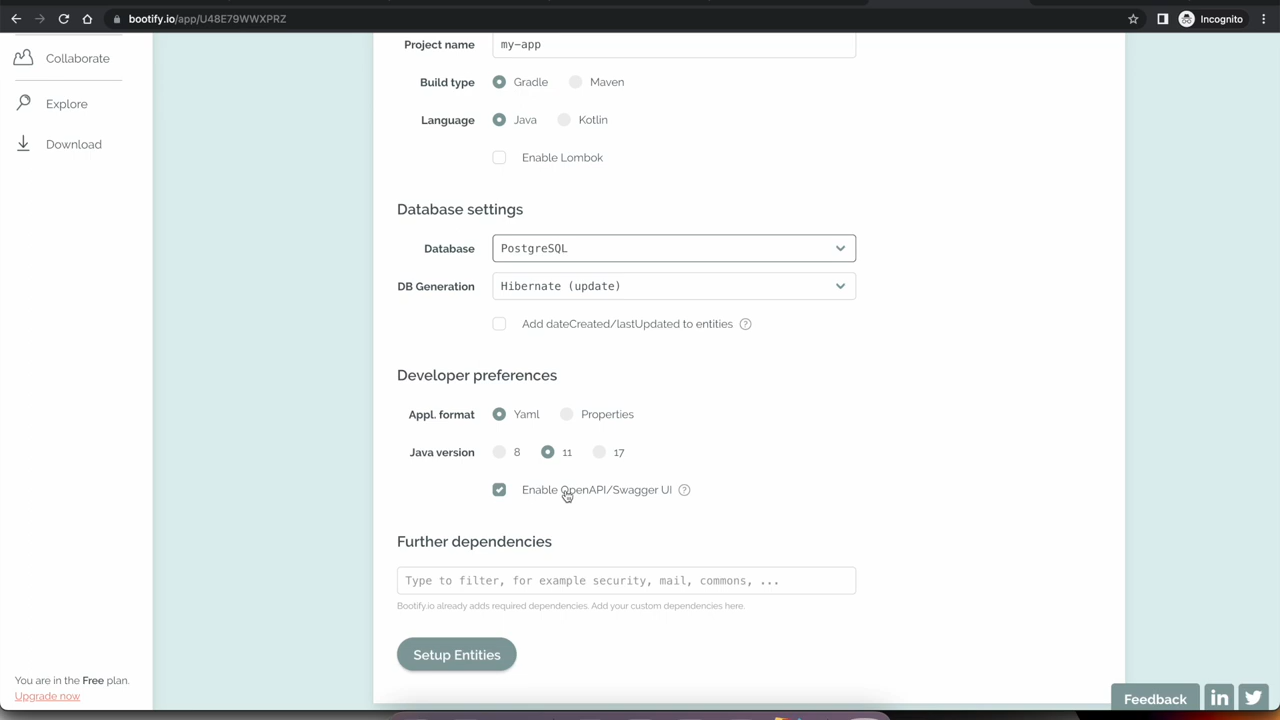 bootify.io/app/U48E79WWXPRZ
Incognito
Collaborate
Explore
Download
Project name my-app
Build type Gradle Maven
Language Java Kotlin
Enable Lombok
Database settings
Database PostgreSQL
DB Generation Hibernate (update)
Add dateCreated/lastUpdated to entities ?
Developer preferences
Appl. format Yaml Properties
Java version 8 11 17
Enable OpenAPI/Swagger UI ?
Further dependencies
Type to filter, for example security, mail, commons, ...
Bootify.io already adds required dependencies. Add your custom dependencies here.
Setup Entities
You are in the Free plan.
Upgrade now
Feedback in